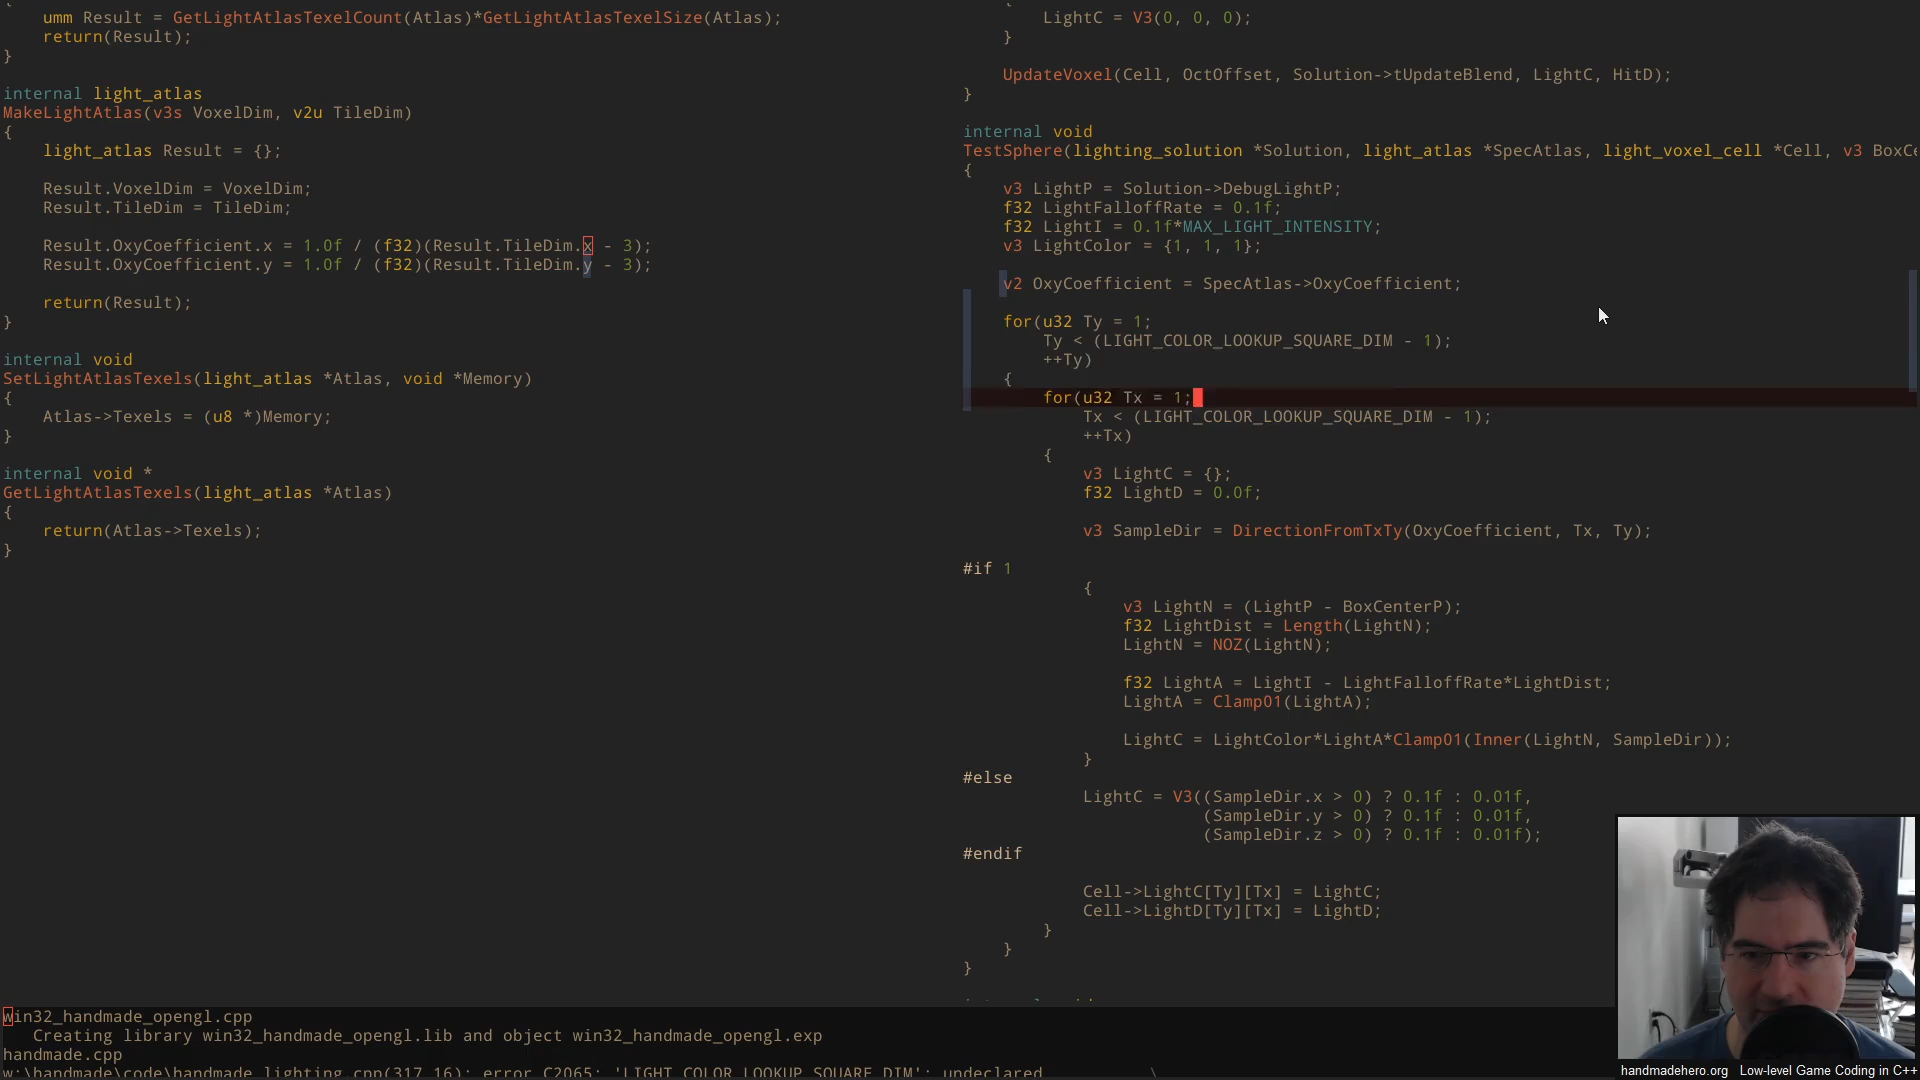 {
umm Result = GetLightAtlasTexelCount(Atlas)*GetLightAtlasTexelSize(Atlas);
return(Result);
}
internal light_atlas
MakeLightAtlas(v3s VoxelDim, v2u TileDim)
{
light_atlas Result = {};
Result.VoxelDim = VoxelDim;
Result.TileDim = TileDim;
Result.OxyCoefficient.x = 1.0f / (f32)(Result.TileDim.x - 3);
Result.OxyCoefficient.y = 1.0f / (f32)(Result.TileDim.y - 3);
return(Result);
}
internal void
SetLightAtlasTexels(light_atlas *Atlas, void *Memory)
{
Atlas->Texels = (u8 *)Memory;
}
internal void *
GetLightAtlasTexels(light_atlas *Atlas)
{
return(Atlas->Texels);
}
{
LightC = V3(0, 0, 0);
}
UpdateVoxel(Cell, OctOffset, Solution->tUpdateBlend, LightC, HitD);
}
internal void
TestSphere(lighting_solution *Solution, light_atlas *SpecAtlas, light_voxel_cell *Cell, v3 BoxCe
{
v3 LightP = Solution->DebugLightP;
f32 LightFalloffRate = 0.1f;
f32 LightI = 0.1f*MAX_LIGHT_INTENSITY;
v3 LightColor = {1, 1, 1};
v2 OxyCoefficient = SpecAtlas->OxyCoefficient;
for(u32 Ty = 1;
Ty < (LIGHT_COLOR_LOOKUP_SQUARE_DIM - 1);
++Ty)
{
for(u32 Tx = 1;
Tx < (LIGHT_COLOR_LOOKUP_SQUARE_DIM - 1);
++Tx)
{
v3 LightC = {};
f32 LightD = 0.0f;
v3 SampleDir = DirectionFromTxTy(OxyCoefficient, Tx, Ty);
#if 1
{
v3 LightN = (LightP - BoxCenterP);
f32 LightDist = Length(LightN);
LightN = NOZ(LightN);
f32 LightA = LightI - LightFalloffRate*LightDist;
LightA = Clamp01(LightA);
LightC = LightColor*LightA*Clamp01(Inner(LightN, SampleDir));
}
#else
LightC = V3((SampleDir.x > 0) ? 0.1f : 0.01f,
(SampleDir.y > 0) ? 0.1f : 0.01f,
(SampleDir.z > 0) ? 0.1f : 0.01f);
#endif
Cell->LightC[Ty][Tx] = LightC;
Cell->LightD[Ty][Tx] = LightD;
}
}
}
win32_handmade_opengl.cpp
Creating library win32_handmade_opengl.lib and object win32_handmade_opengl.exp
handmade.cpp
w:\handmade\code\handmade_lighting.cpp(317,16): error C2065: 'LIGHT_COLOR_LOOKUP_SQUARE_DIM': undeclared \
handmadehero.org Low-level Game Coding in C++